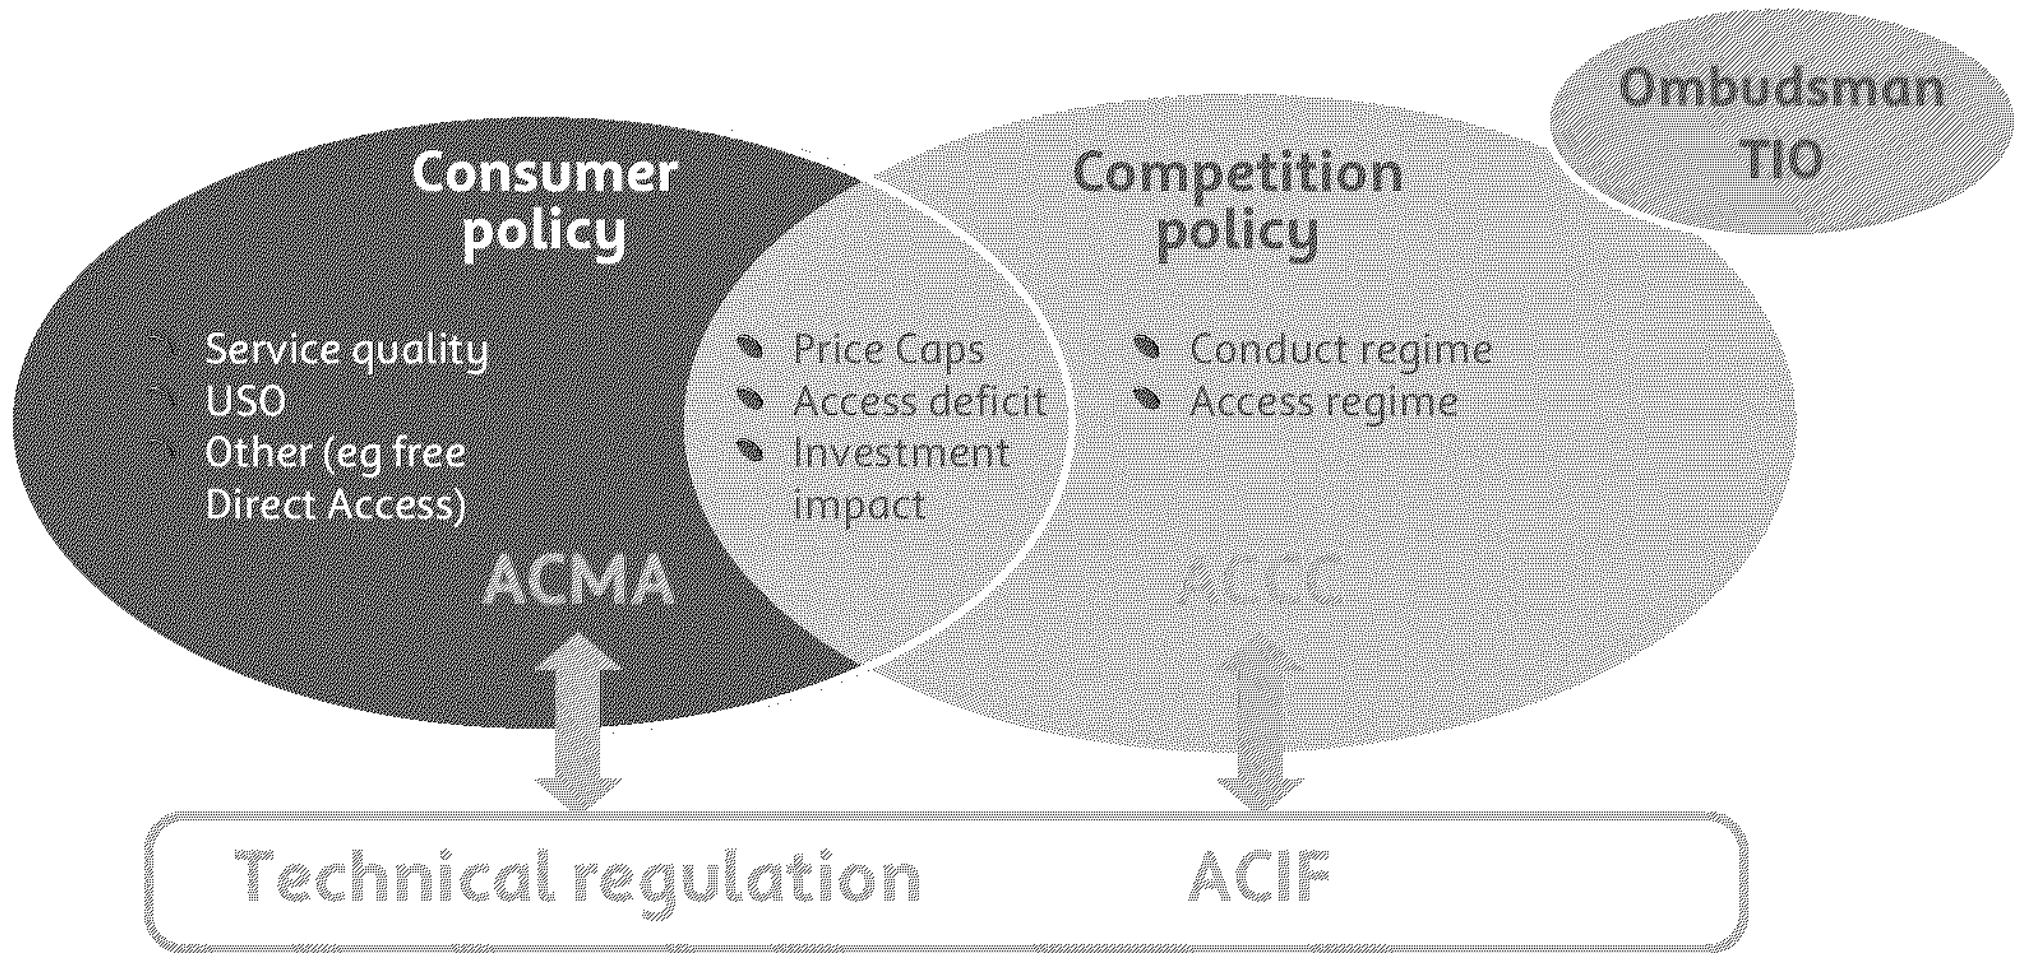 Ombudsman
TIO
Consumer
policy
Service quality
USO
Other (eg free
Direct Access)
ACMA
Price Caps
Access deficit
Investment
impact
Competition
policy
Conduct regime
Access regime
ACCC
Technical regulation
ACIF